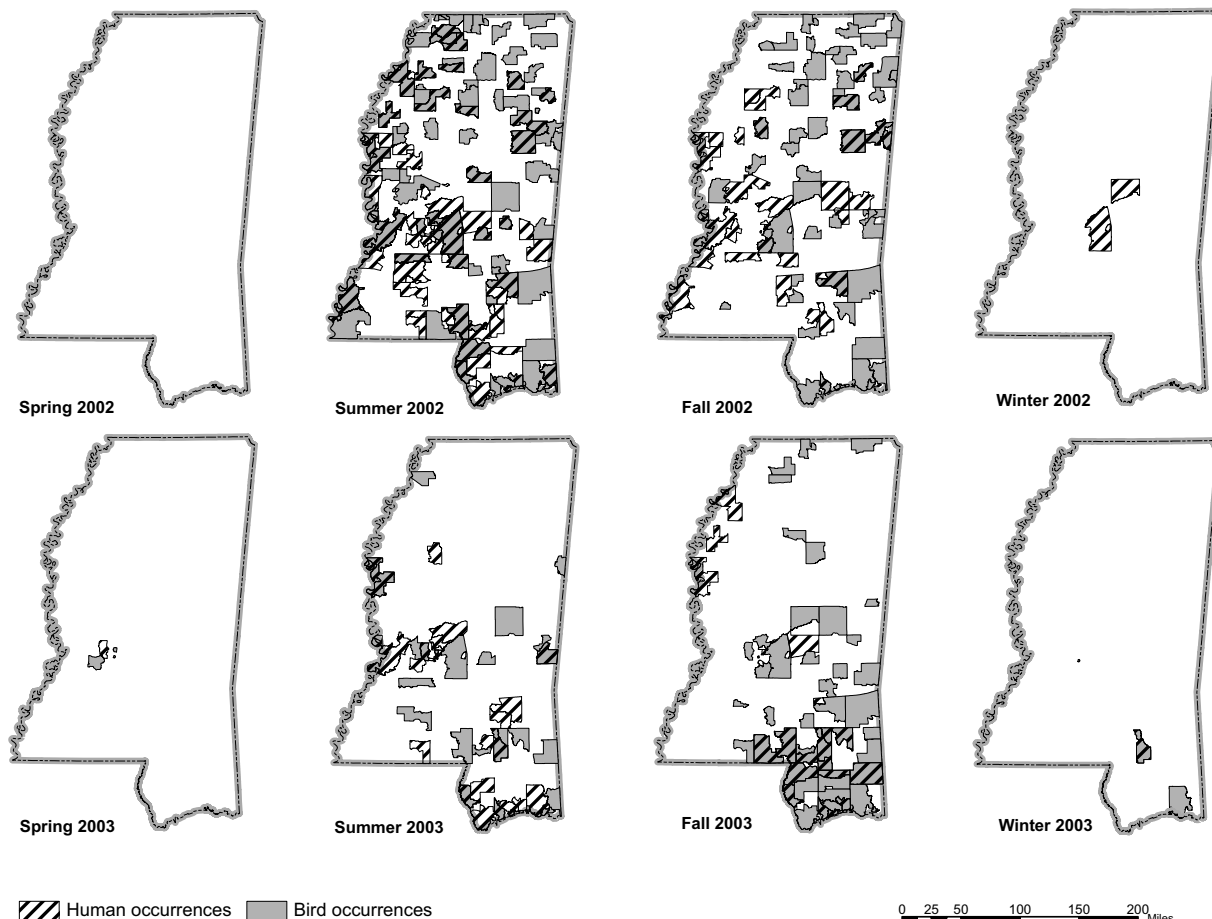 Spring 2002
Summer 2002
Fall 2002
Winter 2002
Spring 2003
Summer 2003
Fall 2003
Winter 2003
Human occurrences
Bird occurrences
0 25 50 100 150 200
Miles